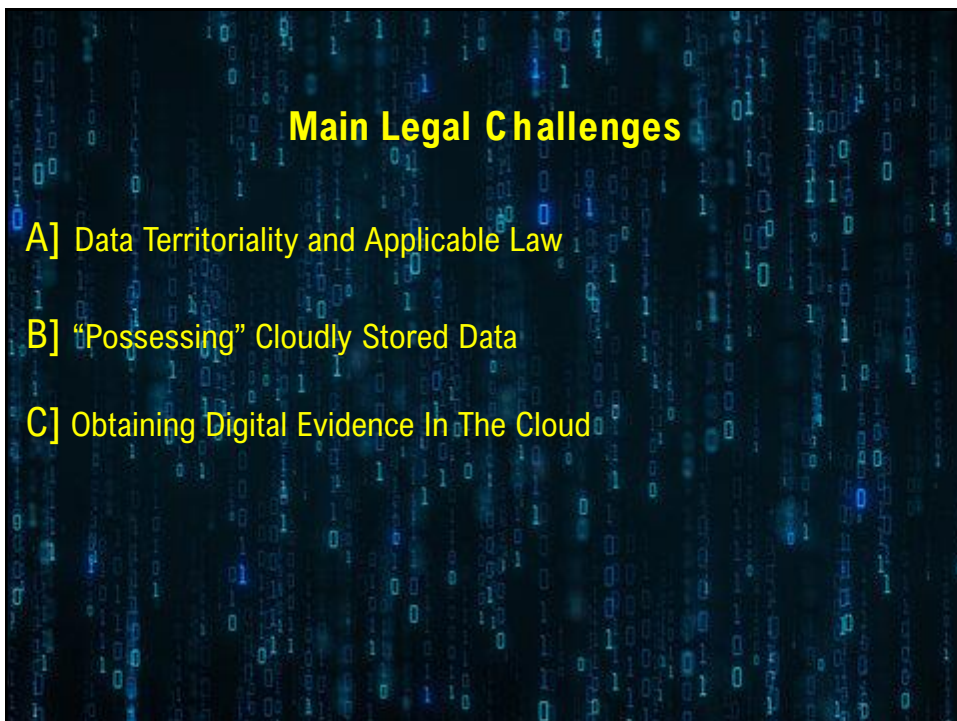 Main Legal Challenges
A] Data Territoriality and Applicable Law
B] “Possessing” Cloudly Stored Data
C] Obtaining Digital Evidence In The Cloud